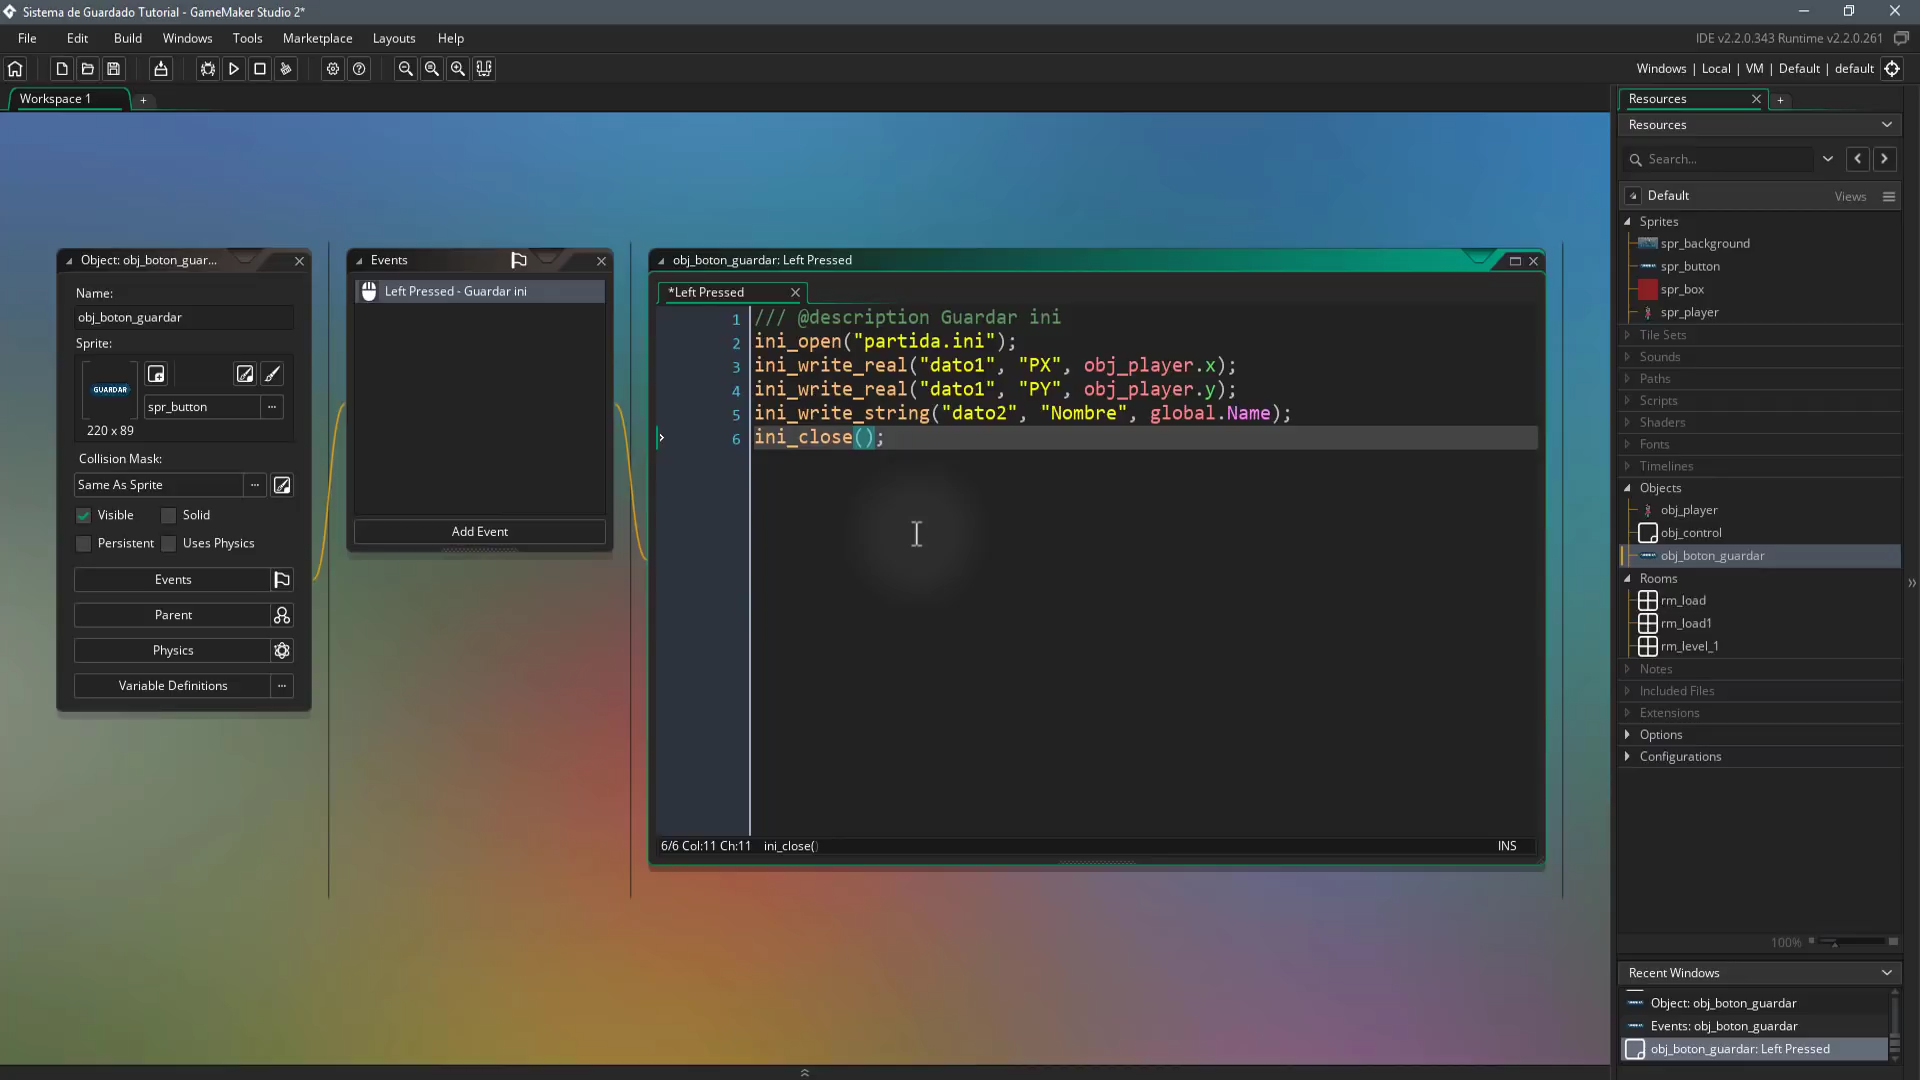 Sistema de Guardado Tutorial - GameMaker Studio 2*
File Edit Build Windows Tools Marketplace Layouts Help
IDE v2.2.0.343 Runtime v2.2.0.261
Windows | Local | VM | Default | default
Workspace 1
+
Object: obj_boton_guar...
Name:
obj_boton_guardar
Sprite:
GUARDAR
spr_button
...
220 x 89
Collision Mask:
Same As Sprite
...
Visible
Solid
Persistent
Uses Physics
Events
Parent
Physics
Variable Definitions
...
Events
Left Pressed - Guardar ini
Add Event
obj_boton_guardar: Left Pressed
*Left Pressed
1 /// @description Guardar ini
2 ini_open("partida.ini");
3 ini_write_real("dato1", "PX", obj_player.x);
4 ini_write_real("dato1", "PY", obj_player.y);
5 ini_write_string("dato2", "Nombre", global.Name);
6 ini_close();
6/6 Col:11 Ch:11 ini_close()
INS
Resources
+
Resources
Search...
Default
Views
Sprites
spr_background
spr_button
spr_box
spr_player
Tile Sets
Sounds
Paths
Scripts
Shaders
Fonts
Timelines
Objects
obj_player
obj_control
obj_boton_guardar
Rooms
rm_load
rm_load1
rm_level_1
Notes
Included Files
Extensions
Options
Configurations
100%
Recent Windows
Object: obj_boton_guardar
Events: obj_boton_guardar
obj_boton_guardar: Left Pressed